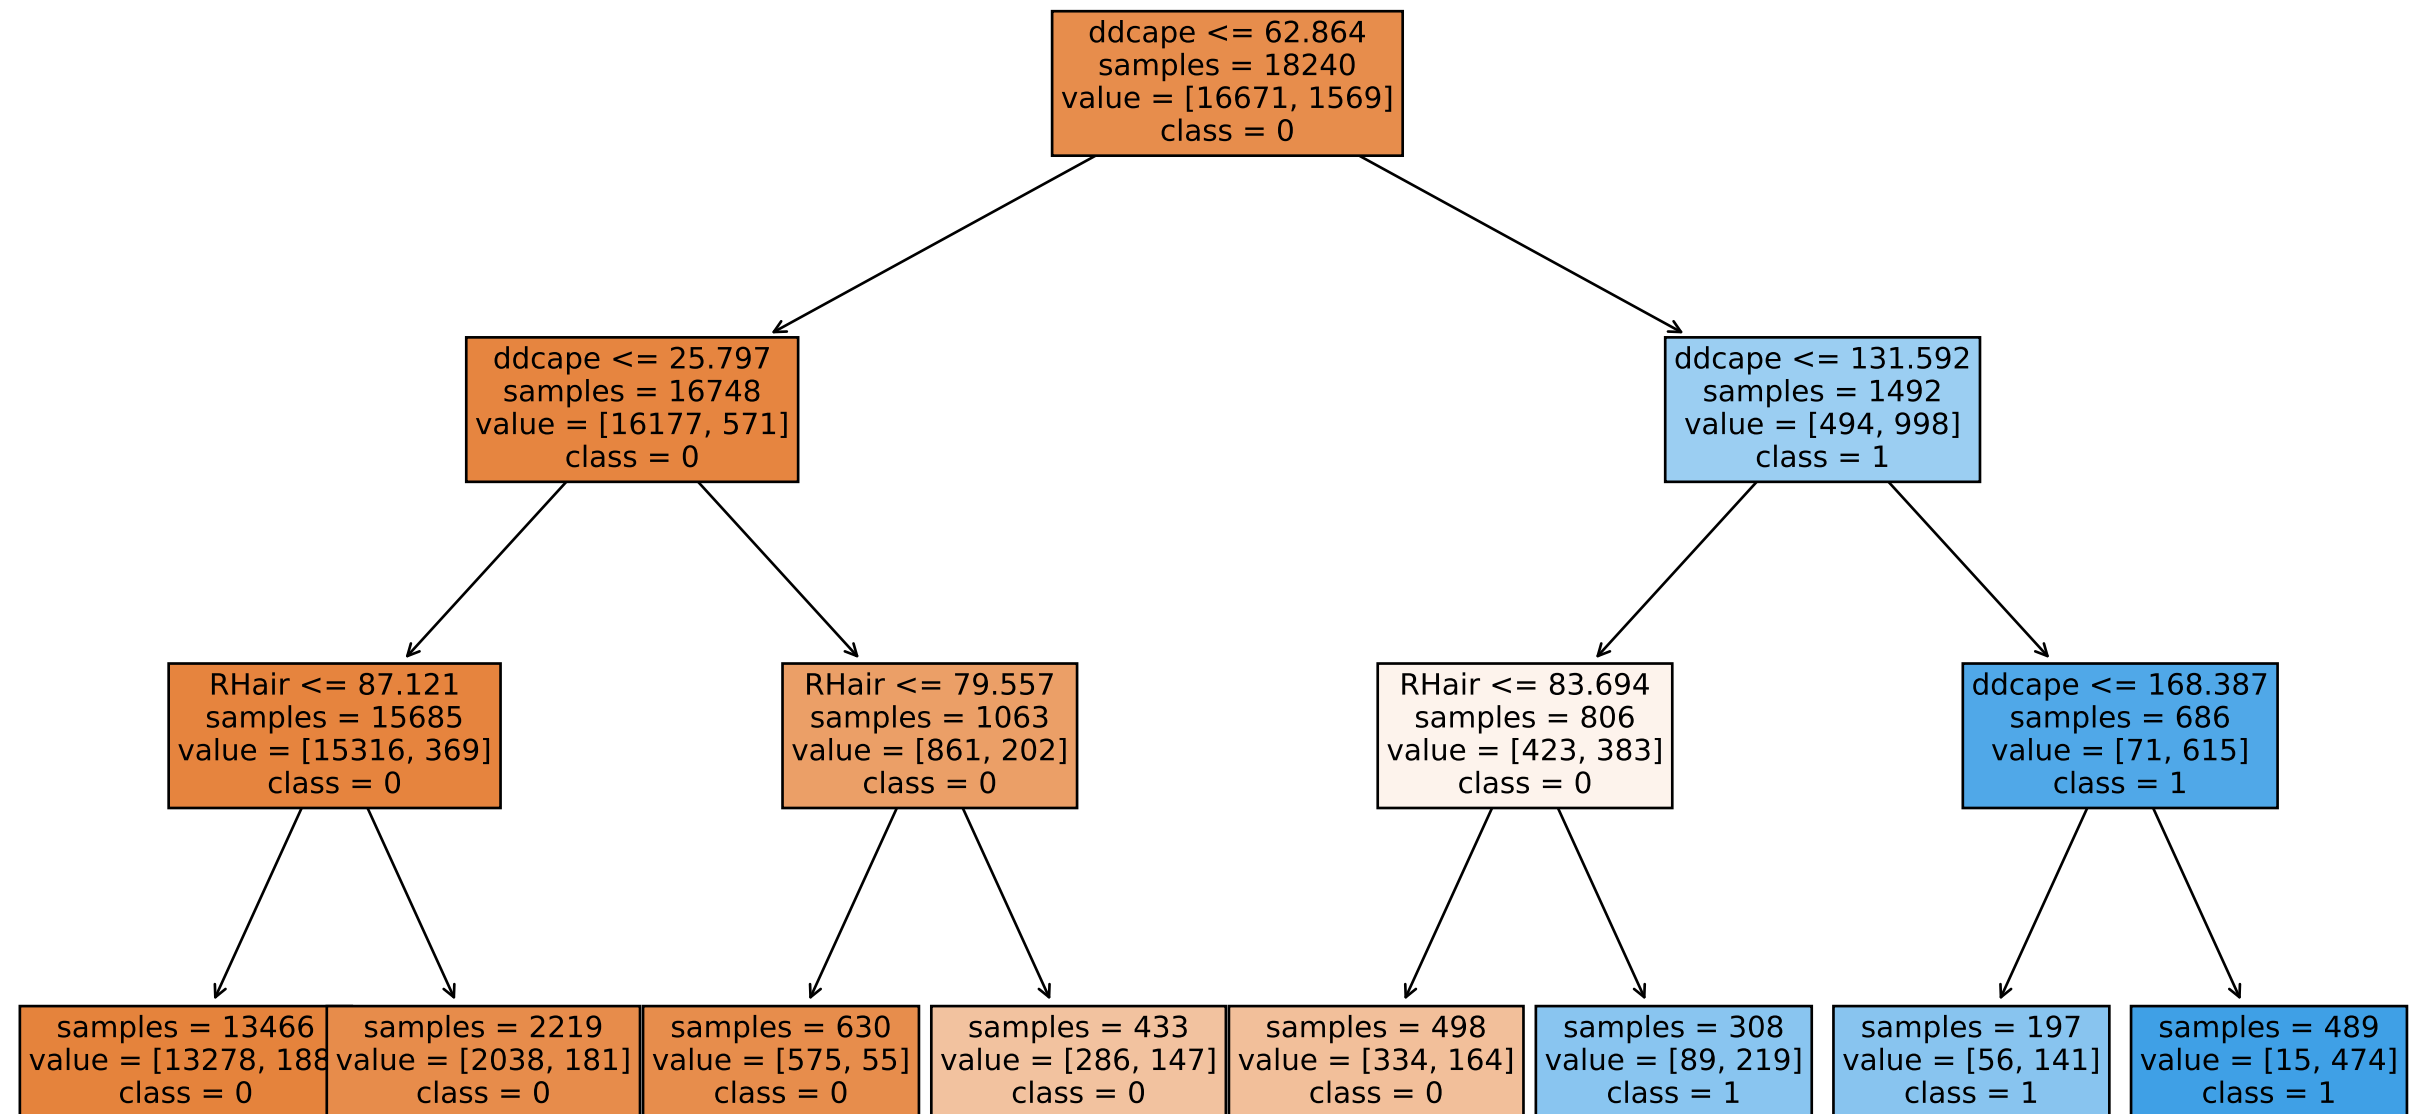 ddcape <= 62.864
samples = 18240
value = [16671, 1569]
class = 0
ddcape <= 25.797
samples = 16748
value = [16177, 571]
class = 0
ddcape <= 131.592
samples = 1492
value = [494, 998]
class = 1
RHair <= 87.121
samples = 15685
value = [15316, 369]
class = 0
RHair <= 79.557
samples = 1063
value = [861, 202]
class = 0
RHair <= 83.694
samples = 806
value = [423, 383]
class = 0
ddcape <= 168.387
samples = 686
value = [71, 615]
class = 1
samples = 13466
value = [13278, 188
class = 0
samples = 2219
value = [2038, 181]
class = 0
samples = 630
value = [575, 55]
class = 0
samples = 433
value = [286, 147]
class = 0
samples = 498
value = [334, 164]
class = 0
samples = 308
value = [89, 219]
class = 1
samples = 197
value = [56, 141]
class = 1
samples = 489
value = [15, 474]
class = 1